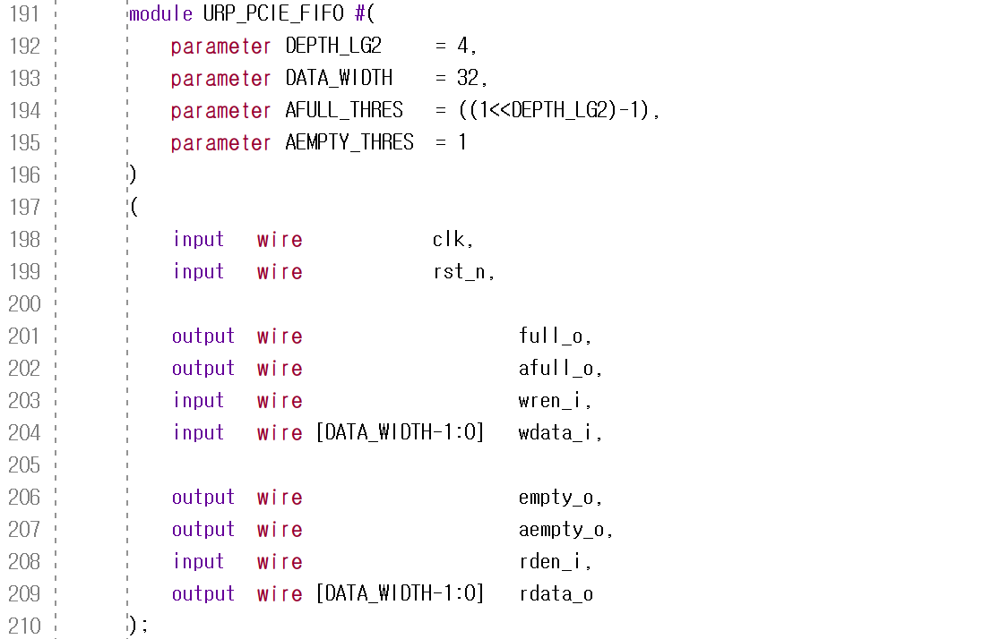 191 module URP_PCIE_FIFO #(
192 parameter DEPTH_LG2 = 4,
193 parameter DATA_WIDTH = 32,
194 parameter AFULL_THRES = ((1<<DEPTH_LG2)-1),
195 parameter AEMPTY_THRES = 1
196 )
197 (
198 input wire clk,
199 input wire rst_n,
200
201 output wire full_o,
202 output wire afull_o,
203 input wire wren_i,
204 input wire [DATA_WIDTH-1:0] wdata_i,
205
206 output wire empty_o,
207 output wire aempty_o,
208 input wire rden_i,
209 output wire [DATA_WIDTH-1:0] rdata_o
210 );